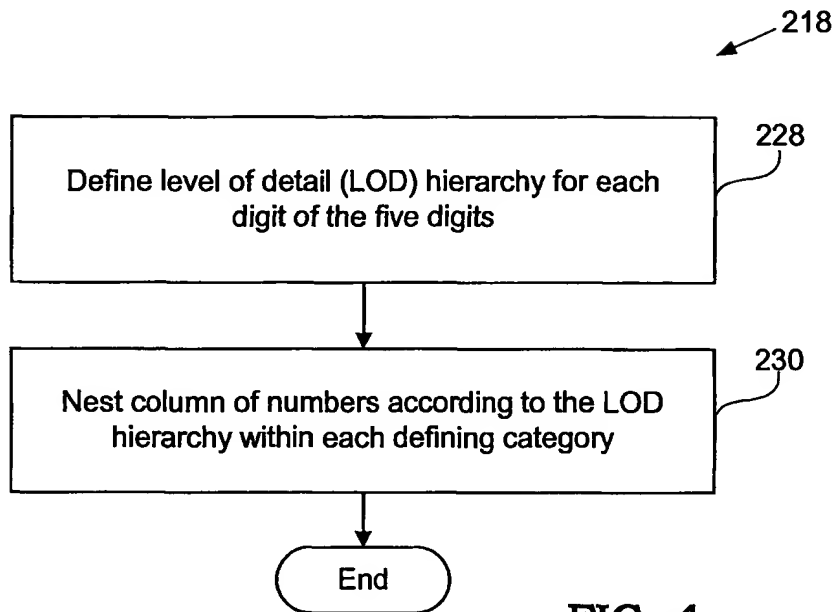 218
228
Define level of detail (LOD) hierarchy for each
digit of the five digits
230
Nest column of numbers according to the LOD
hierarchy within each defining category
End
FIG. 4